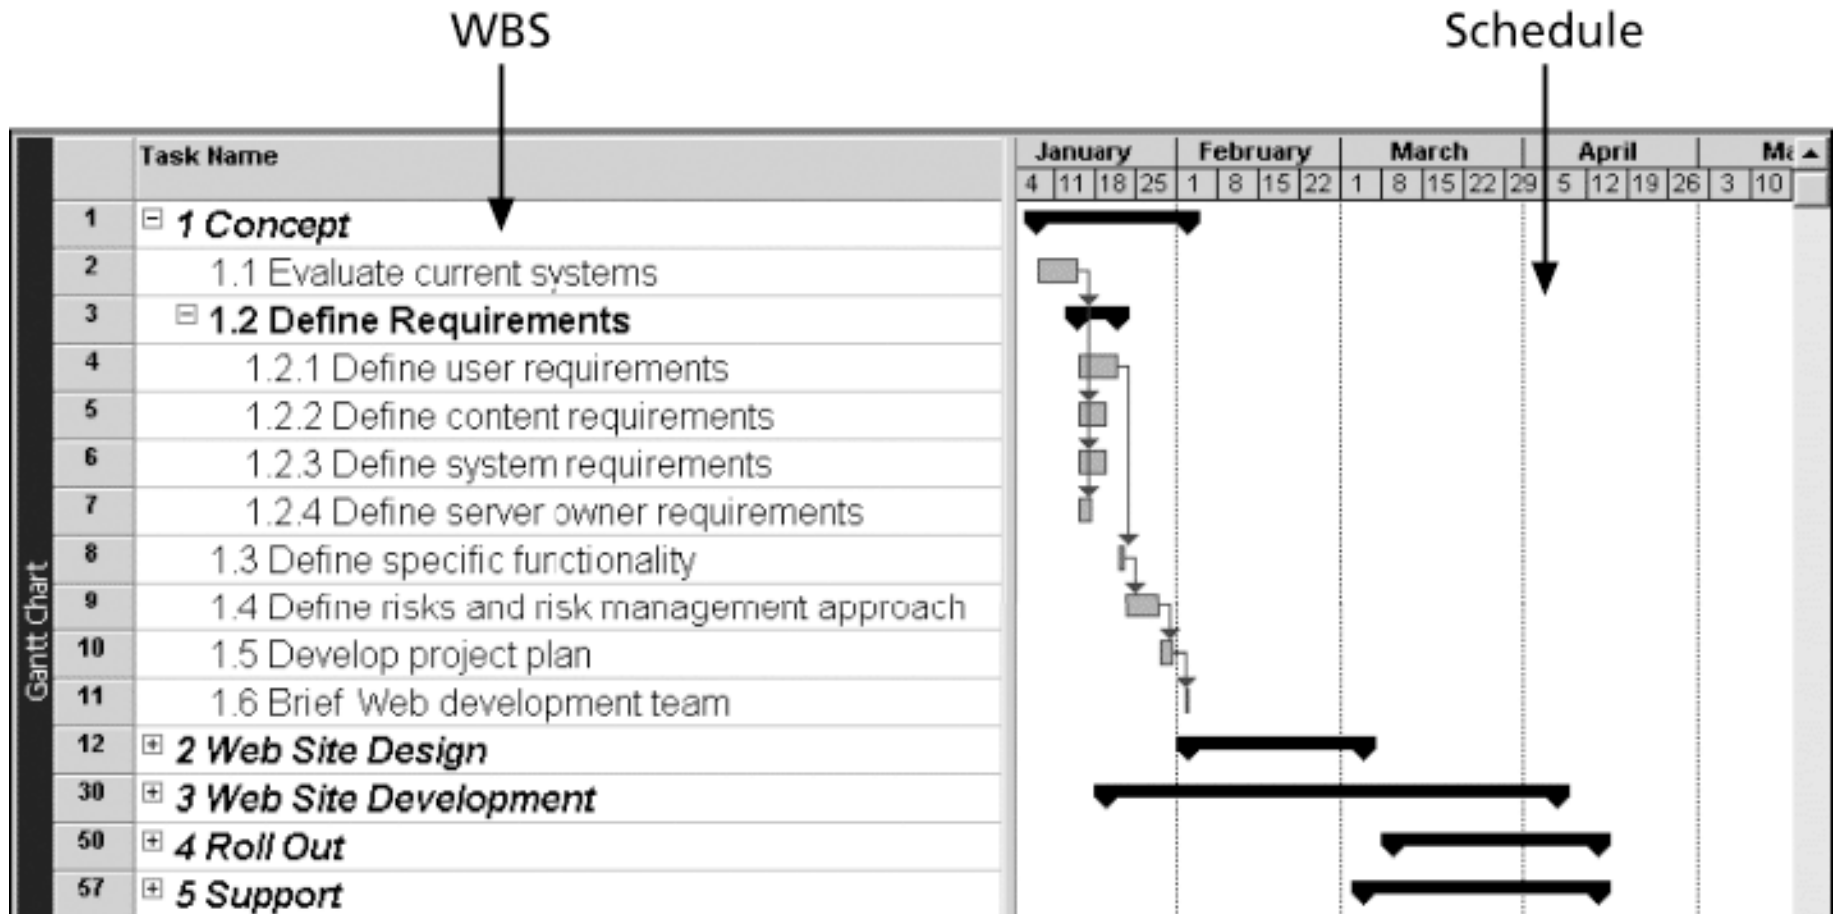 WBS Schedule
Task Name January February March April Ma
4 11 18 25 1 8 15 22 1 8 15 22 29 5 12 19 26 3 10
1 1 Concept
2 1.1 Evaluate current systems
3 1.2 Define Requirements
4 1.2.1 Define user requirements
5 1.2.2 Define content requirements
6 1.2.3 Define system requirements
7 1.2.4 Define server owner requirements
8 1.3 Define specific functionality
9 1.4 Define risks and risk management approach
10 1.5 Develop project plan
11 1.6 Brief Web development team
12 2 Web Site Design
30 3 Web Site Development
50 4 Roll Out
57 5 Support
Gantt Chart